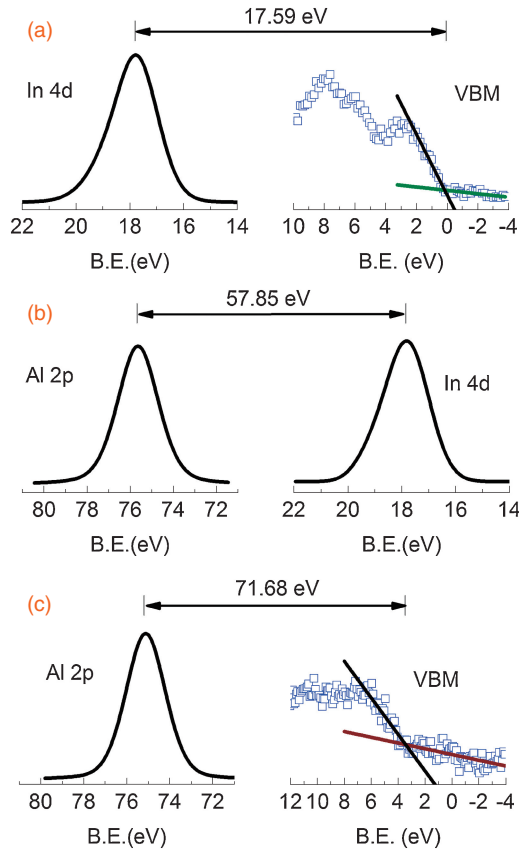 (a)
17.59 eV
In 4d
VBM
22 20 18 16 14
10 8 6 4 2 0 -2 -4
B.E.(eV)
B.E. (eV)
(b)
57.85 eV
Al 2p
In 4d
80 78 76 74 72
22 20 18 16 14
B.E.(eV)
B.E.(eV)
(c)
71.68 eV
Al 2p
VBM
80 78 76 74 72
12 10 8 6 4 2 0 -2 -4
B.E.(eV)
B.E. (eV)